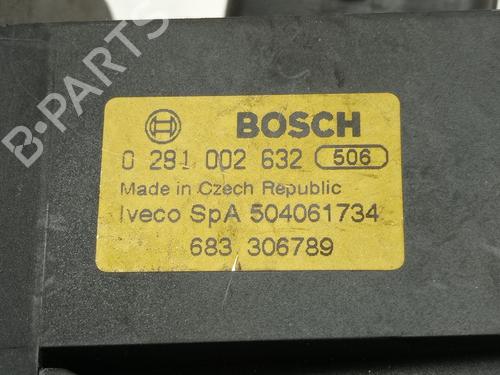 B-PARTS
BOSCH
0 281 002 632 506
Made in Czech Republic
Iveco SpA 504061734
683 306789